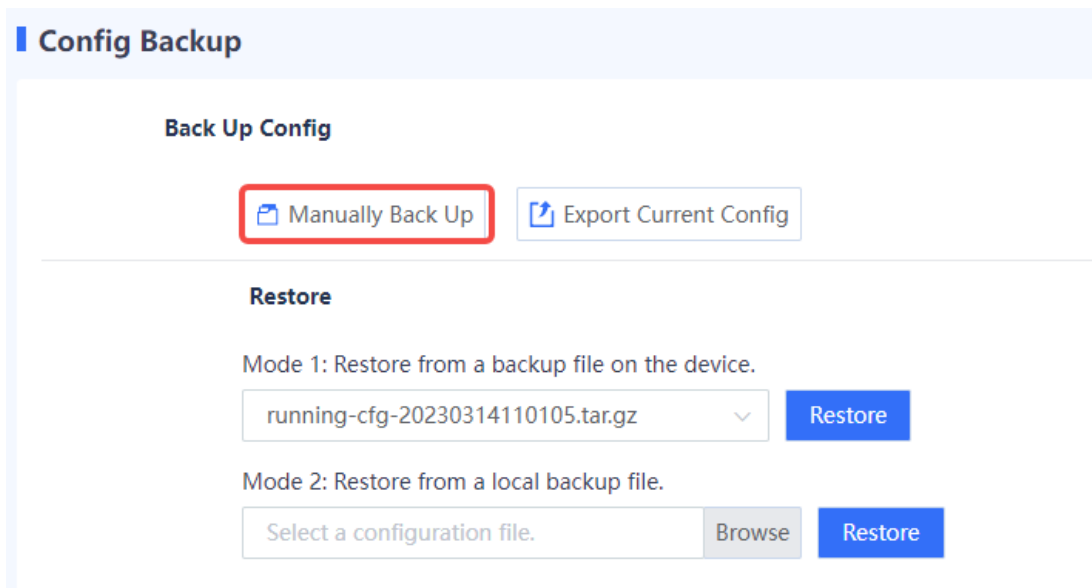 Config Backup
Back Up Config
Manually Back Up Export Current Config
Restore
Mode 1: Restore from a backup file on the device.
running-cfg-20230314110105.tar.gz Restore
Mode 2: Restore from a local backup file.
Select a configuration file. Browse Restore